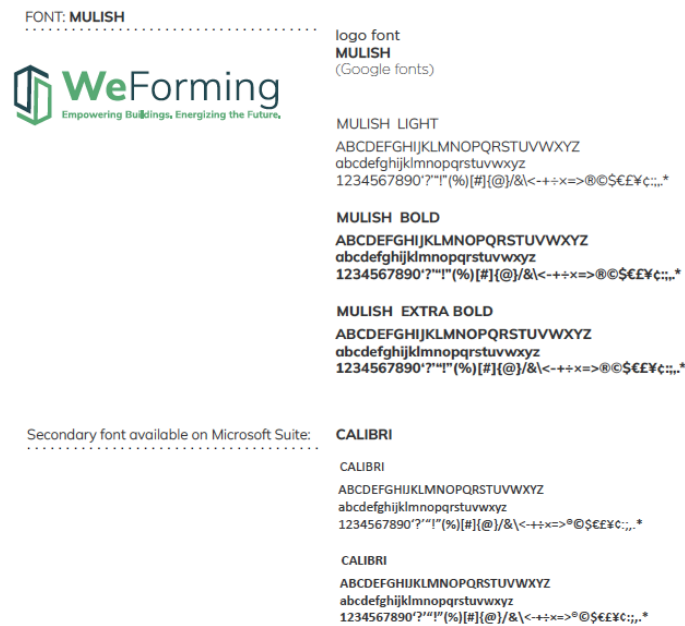 FONT: MULISH
WeForming
Empowering Buildings, Energizing the Future.
logo font
MULISH
(Google fonts)
MULISH LIGHT
ABCDEFGHIJKLMNOPQRSTUVWXYZ
abcdefghijklmnopqrstuvwxyz
1234567890‘?’“!”(%)[#]{@}/&\<-+÷×=>®©$€£¥¢:;,.*
MULISH BOLD
ABCDEFGHIJKLMNOPQRSTUVWXYZ
abcdefghijklmnopqrstuvwxyz
1234567890‘?’“!”(%)[#]{@}/&\<-+÷×=>®©$€£¥¢:;,.*
MULISH EXTRA BOLD
ABCDEFGHIJKLMNOPQRSTUVWXYZ
abcdefghijklmnopqrstuvwxyz
1234567890‘?’“!”(%)[#]{@}/&\<-+÷×=>®©$€£¥¢:;,.*
Secondary font available on Microsoft Suite: CALIBRI
CALIBRI
ABCDEFGHIJKLMNOPQRSTUVWXYZ
abcdefghijklmnopqrstuvwxyz
1234567890‘?’“!”(%)[#]{@}/&\<-+÷×=>®©$€£¥¢:;,.*
CALIBRI
ABCDEFGHIJKLMNOPQRSTUVWXYZ
abcdefghijklmnopqrstuvwxyz
1234567890‘?’“!”(%)[#]{@}/&\<-+÷×=>®©$€£¥¢:;,.*